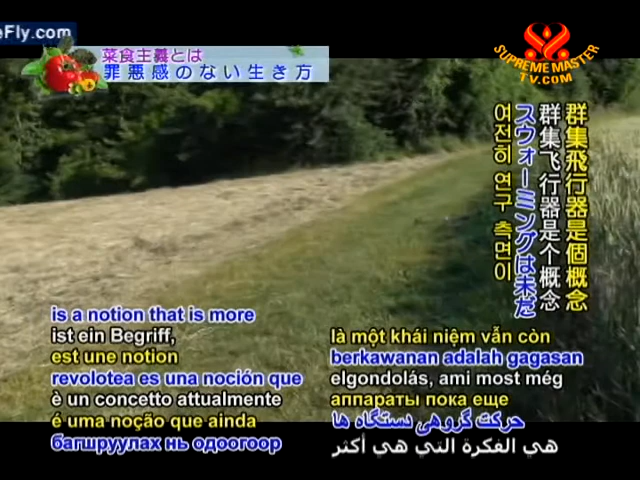 eFly.com
菜食主義とは
罪悪感のない生き方
SUPREME MASTER
TV.COM
群集飛行器是個概念
群集飞行器是个概念
スウォーミングは未だ
여전히 연구 측면이
is a notion that is more
ist ein Begriff,
est une notion
revolotea es una noción que
è un concetto attualmente
é uma noção que ainda
багшруулах нь одоогоор
là một khái niệm vẫn còn
berkawanan adalah gagasan
elgondolás, ami most még
аппараты пока еще
حرکت گروهی دستگاه ها
هي الفكرة التي هي أكثر